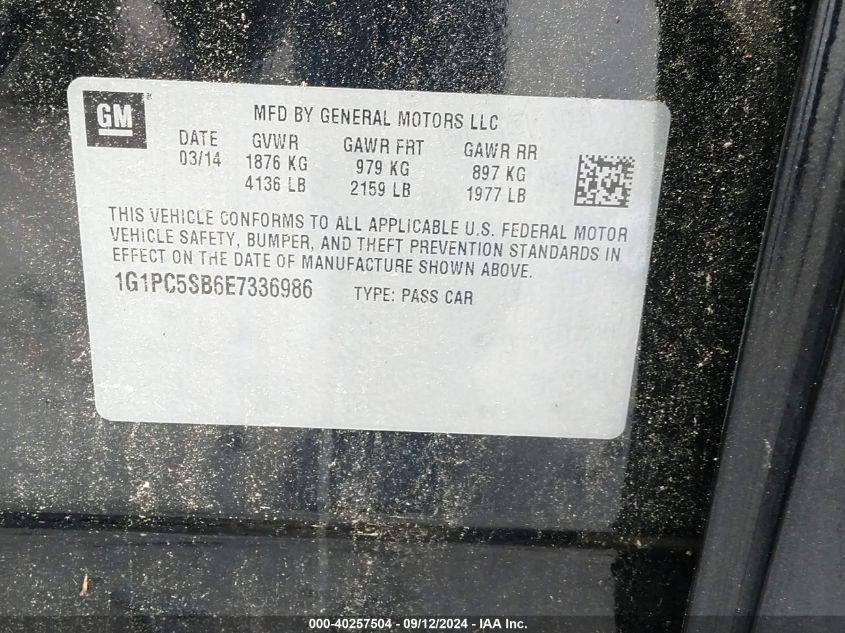 GM
MFD BY GENERAL MOTORS LLC
DATE GVWR GAWR FRT GAWR RR
03/14 1876 KG 979 KG 897 KG
4136 LB 2159 LB 1977 LB
THIS VEHICLE CONFORMS TO ALL APPLICABLE U.S. FEDERAL MOTOR
VEHICLE SAFETY, BUMPER, AND THEFT PREVENTION STANDARDS IN
EFFECT ON THE DATE OF MANUFACTURE SHOWN ABOVE.
1G1PC5SB6E7336986 TYPE: PASS CAR
000-40257504 - 09/12/2024 - IAA Inc.